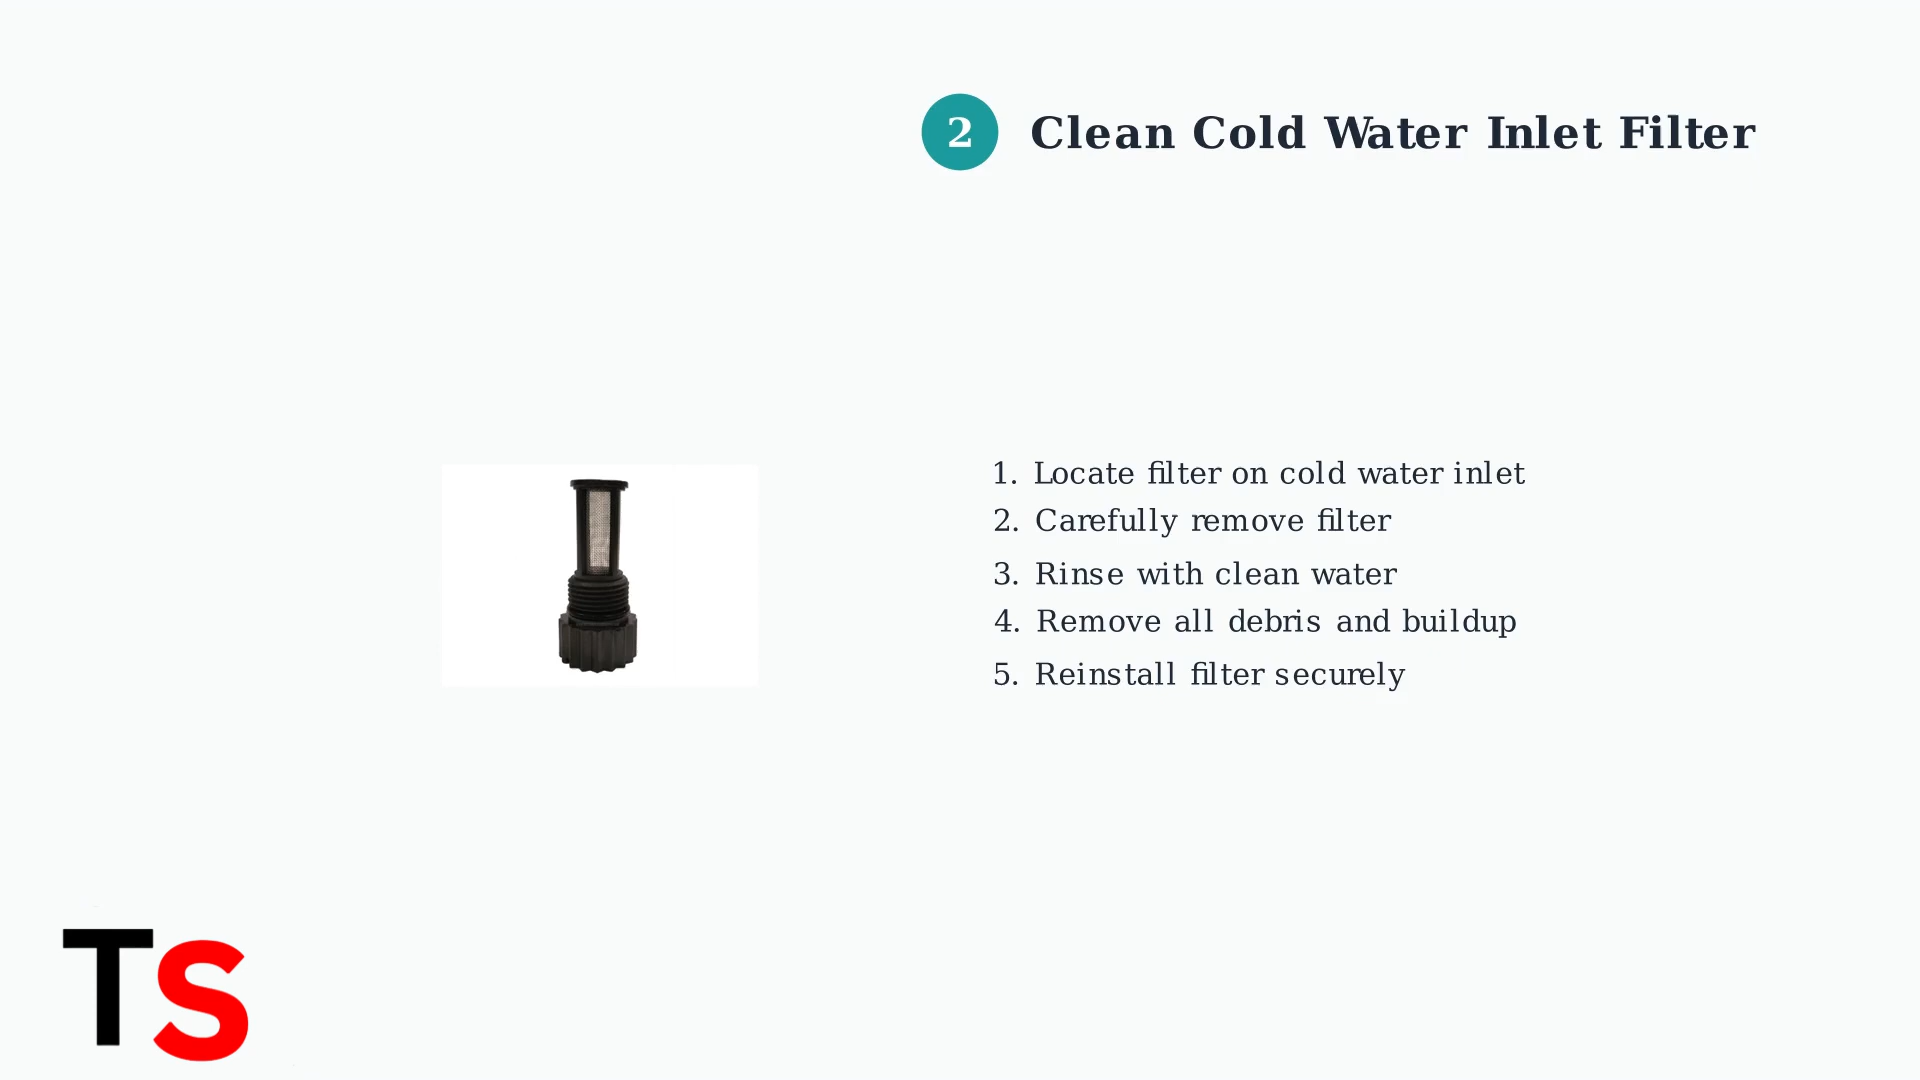 2 Clean Cold Water Inlet Filter
1. Locate filter on cold water inlet
2. Carefully remove filter
3. Rinse with clean water
4. Remove all debris and buildup
5. Reinstall filter securely
TS